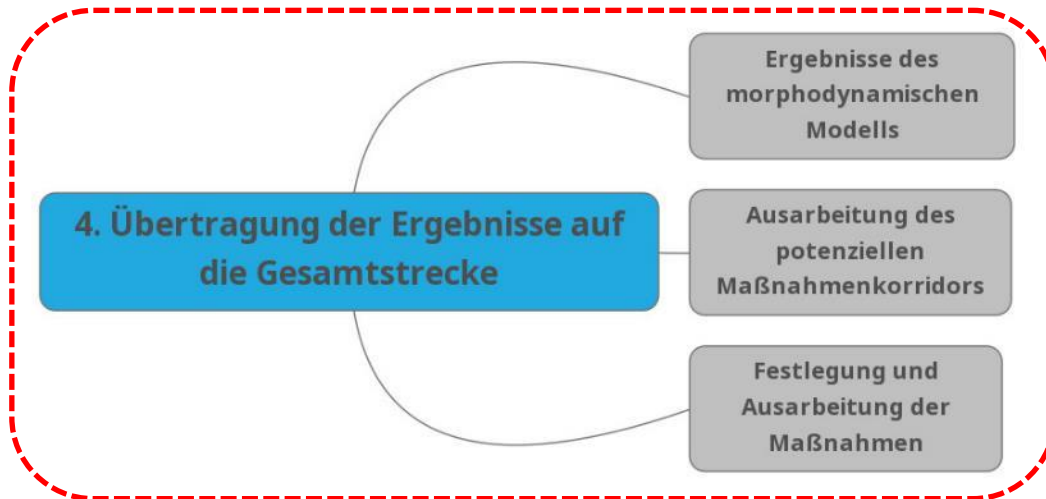 Ergebnisse des
morphodynamischen
Modells
4. Übertragung der Ergebnisse auf
die Gesamtstrecke
Ausarbeitung des
potenziellen
Maßnahmenkorridors
Festlegung und
Ausarbeitung der
Maßnahmen